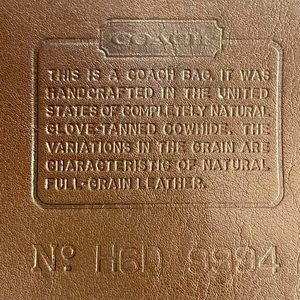 COACH
THIS IS A COACH BAG. IT WAS
HANDCRAFTED IN THE UNITED
STATES OF COMPLETELY NATURAL
GLOVE-TANNED COWHIDE. THE
VARIATIONS IN THE GRAIN ARE
CHARACTERISTIC OF NATURAL
FULL-GRAIN LEATHER.
Nº H6D 9994